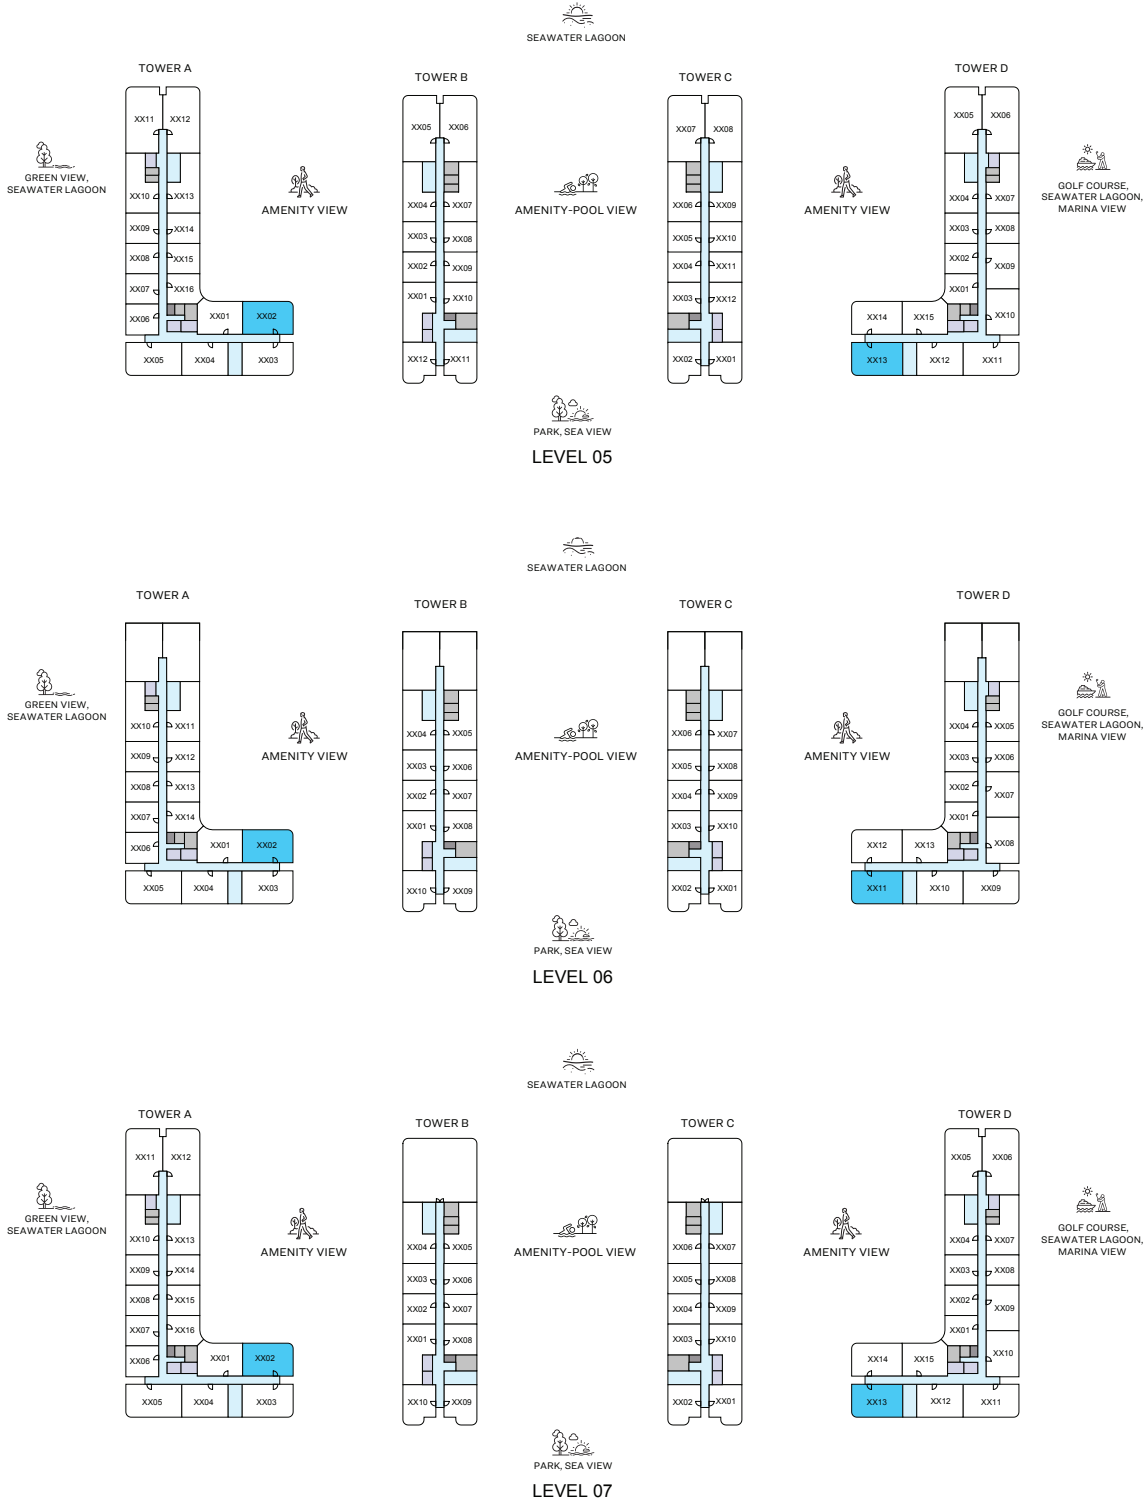 SEAWATER LAGOON
TOWER A
TOWER B
TOWER C
TOWER D
XX11 XX12
XX05 XX06
XX07 XX08
XX05 XX06
GREEN VIEW,
SEAWATER LAGOON
AMENITY VIEW
AMENITY-POOL VIEW
AMENITY VIEW
GOLF COURSE,
SEAWATER LAGOON,
MARINA VIEW
XX10 XX13
XX04 XX07
XX06 XX09
XX04 XX07
XX09 XX14
XX03 XX08
XX05 XX10
XX03 XX08
XX08 XX15
XX02 XX09
XX04 XX11
XX02 XX09
XX07 XX16
XX01 XX10
XX03 XX12
XX01
XX06 XX01 XX02
XX14 XX15 XX10
XX05 XX04 XX03
XX12 XX11
XX02 XX01
XX13 XX12 XX11
PARK, SEA VIEW
LEVEL 05
SEAWATER LAGOON
TOWER A
TOWER B
TOWER C
TOWER D
GREEN VIEW,
SEAWATER LAGOON
AMENITY VIEW
AMENITY-POOL VIEW
AMENITY VIEW
GOLF COURSE,
SEAWATER LAGOON,
MARINA VIEW
XX10 XX11
XX04 XX05
XX06 XX07
XX04 XX05
XX09 XX12
XX03 XX06
XX05 XX08
XX03 XX06
XX08 XX13
XX02 XX07
XX04 XX09
XX02 XX07
XX07 XX14
XX01 XX08
XX03 XX10
XX01
XX06 XX01 XX02
XX12 XX13 XX08
XX05 XX04 XX03
XX10 XX09
XX02 XX01
XX11 XX10 XX09
PARK, SEA VIEW
LEVEL 06
SEAWATER LAGOON
TOWER A
TOWER B
TOWER C
TOWER D
XX11 XX12
XX05 XX06
GREEN VIEW,
SEAWATER LAGOON
AMENITY VIEW
AMENITY-POOL VIEW
AMENITY VIEW
GOLF COURSE,
SEAWATER LAGOON,
MARINA VIEW
XX10 XX13
XX04 XX05
XX06 XX07
XX04 XX07
XX09 XX14
XX03 XX06
XX05 XX08
XX03 XX08
XX08 XX15
XX02 XX07
XX04 XX09
XX02 XX09
XX07 XX16
XX01 XX08
XX03 XX10
XX01
XX06 XX01 XX02
XX14 XX15 XX10
XX05 XX04 XX03
XX10 XX09
XX02 XX01
XX13 XX12 XX11
PARK, SEA VIEW
LEVEL 07